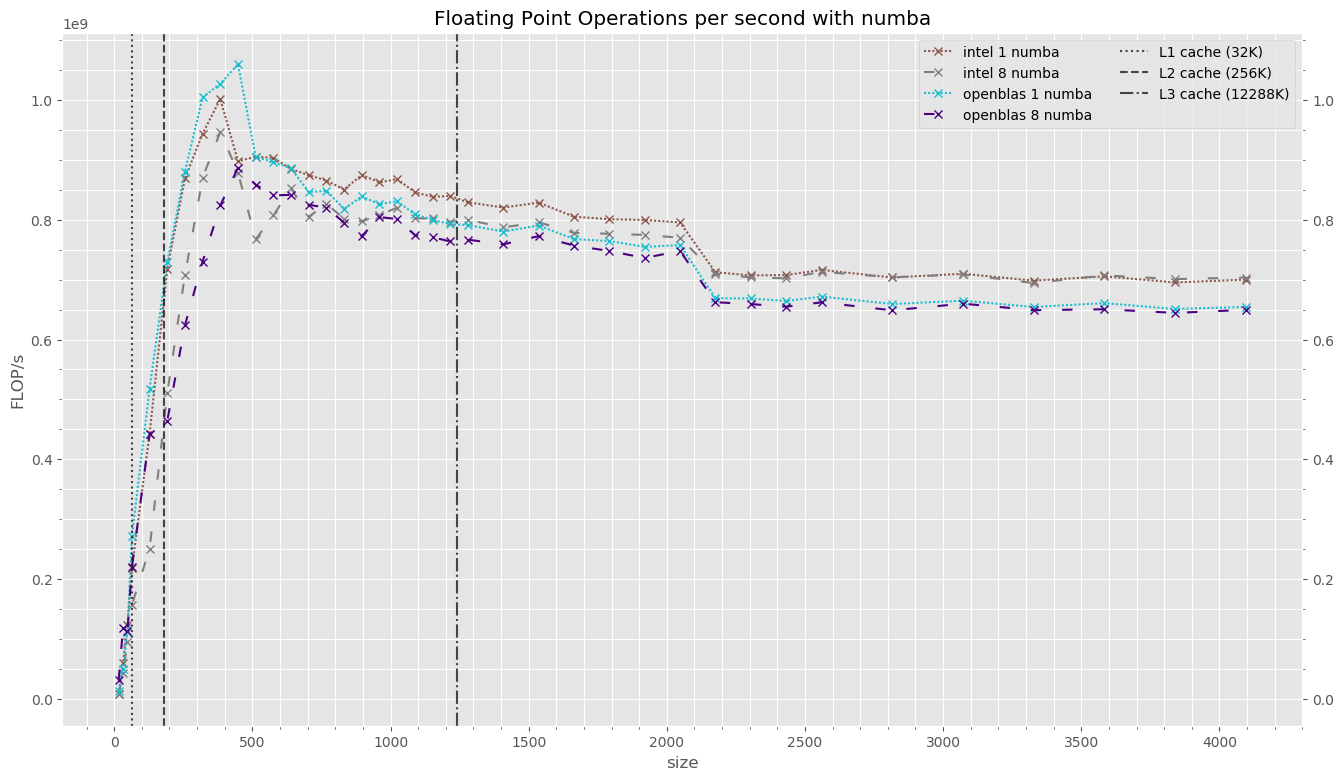 Floating Point Operations per second with numba
1e9
intel 1 numba
intel 8 numba
openblas 1 numba
openblas 8 numba
L1 cache (32K)
L2 cache (256K)
L3 cache (12288K)
FLOP/s
1.0
0.8
0.6
0.4
0.2
0.0
1.0
0.8
0.6
0.4
0.2
0.0
0 500 1000 1500 2000 2500 3000 3500 4000
size